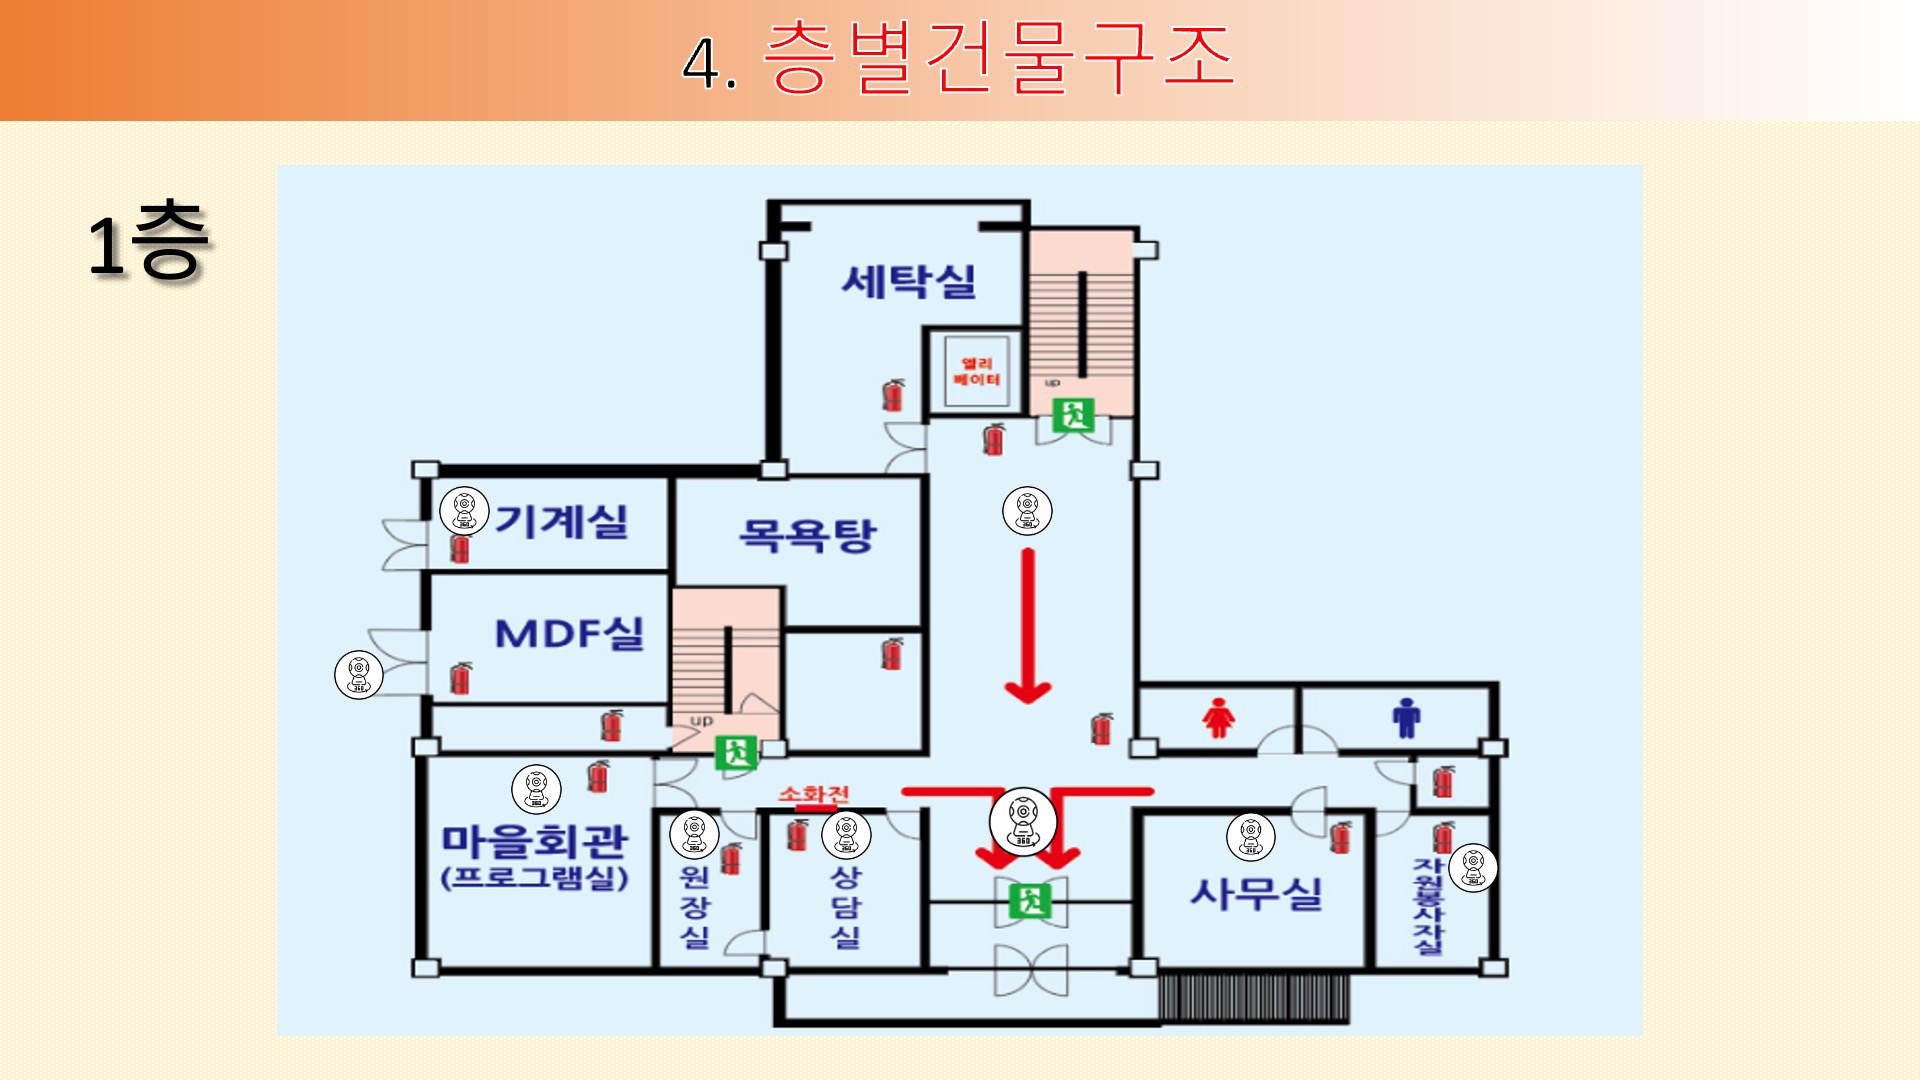 4. 층별건물구조
1층
세탁실
엘리
베이터
up
기계실
목욕탕
MDF실
up
소화전
마을회관
(프로그램실)
원
장
실
상
담
실
사무실
자
원
봉
사
자
실